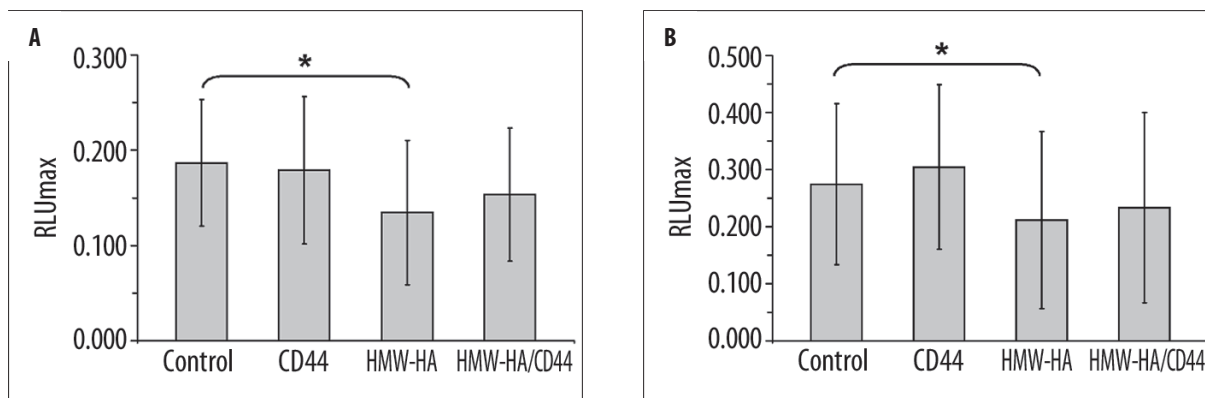 A
0.300
0.200
0.100
0.000
RLUmax
*
Control CD44 HMW-HA HMW-HA/CD44
B
0.500
0.400
0.300
0.200
0.100
0.000
RLUmax
*
Control CD44 HMW-HA HMW-HA/CD44